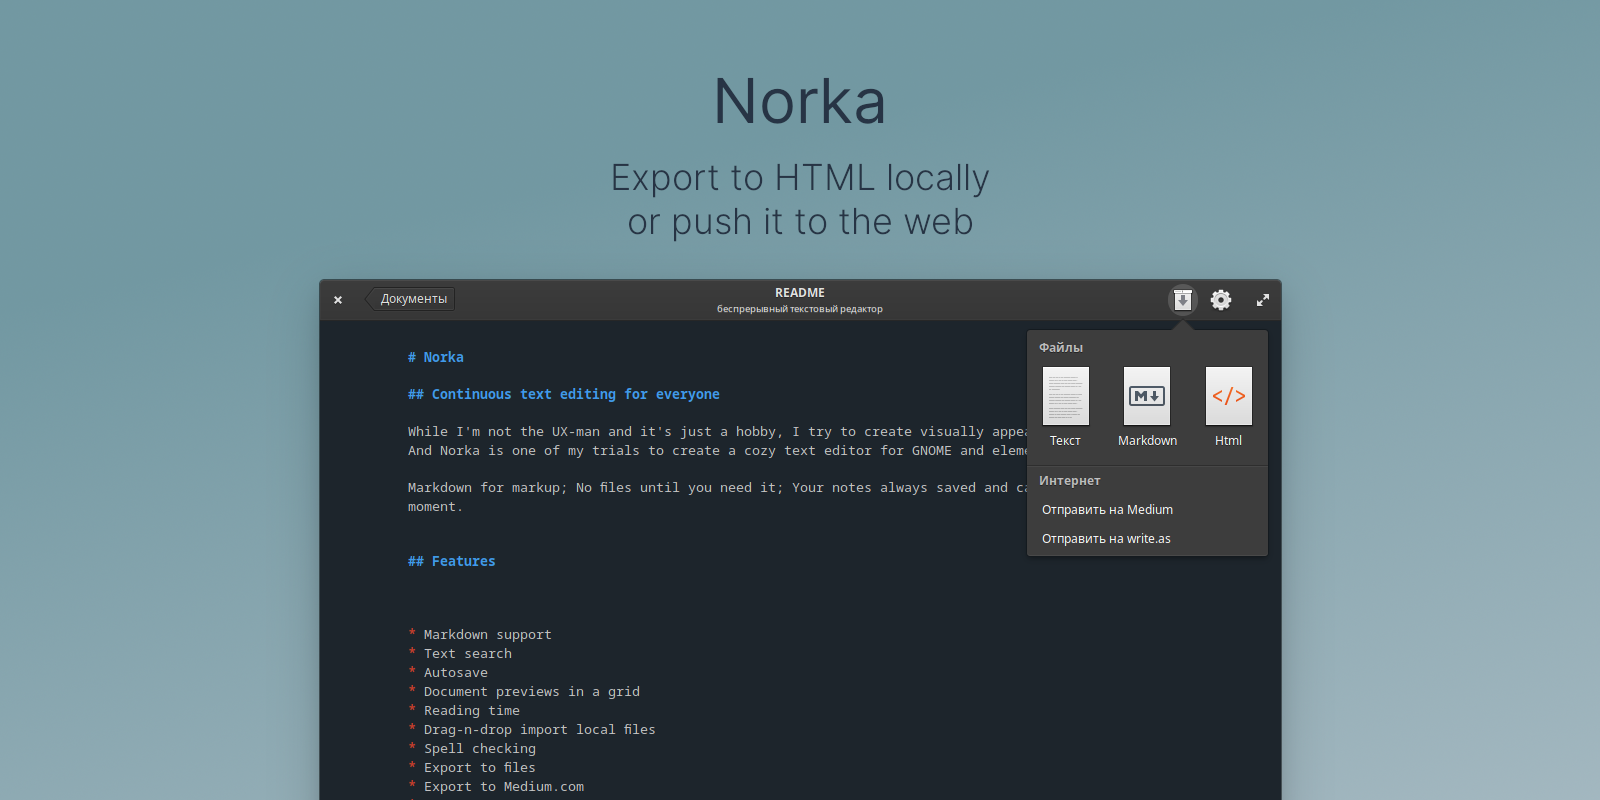 Norka
Export to HTML locally
or push it to the web
Документы
README
беспрерывный текстовый редактор
# Norka
## Continuous text editing for everyone
While I'm not the UX-man and it's just a hobby, I try to create visually appea
And Norka is one of my trials to create a cozy text editor for GNOME and eleme
Markdown for markup; No files until you need it; Your notes always saved and ca
moment.
## Features
* Markdown support
* Text search
* Autosave
* Document previews in a grid
* Reading time
* Drag-n-drop import local files
* Spell checking
* Export to files
* Export to Medium.com
Файлы
M
</>
Текст
Markdown
Html
Интернет
Отправить на Medium
Отправить на write.as